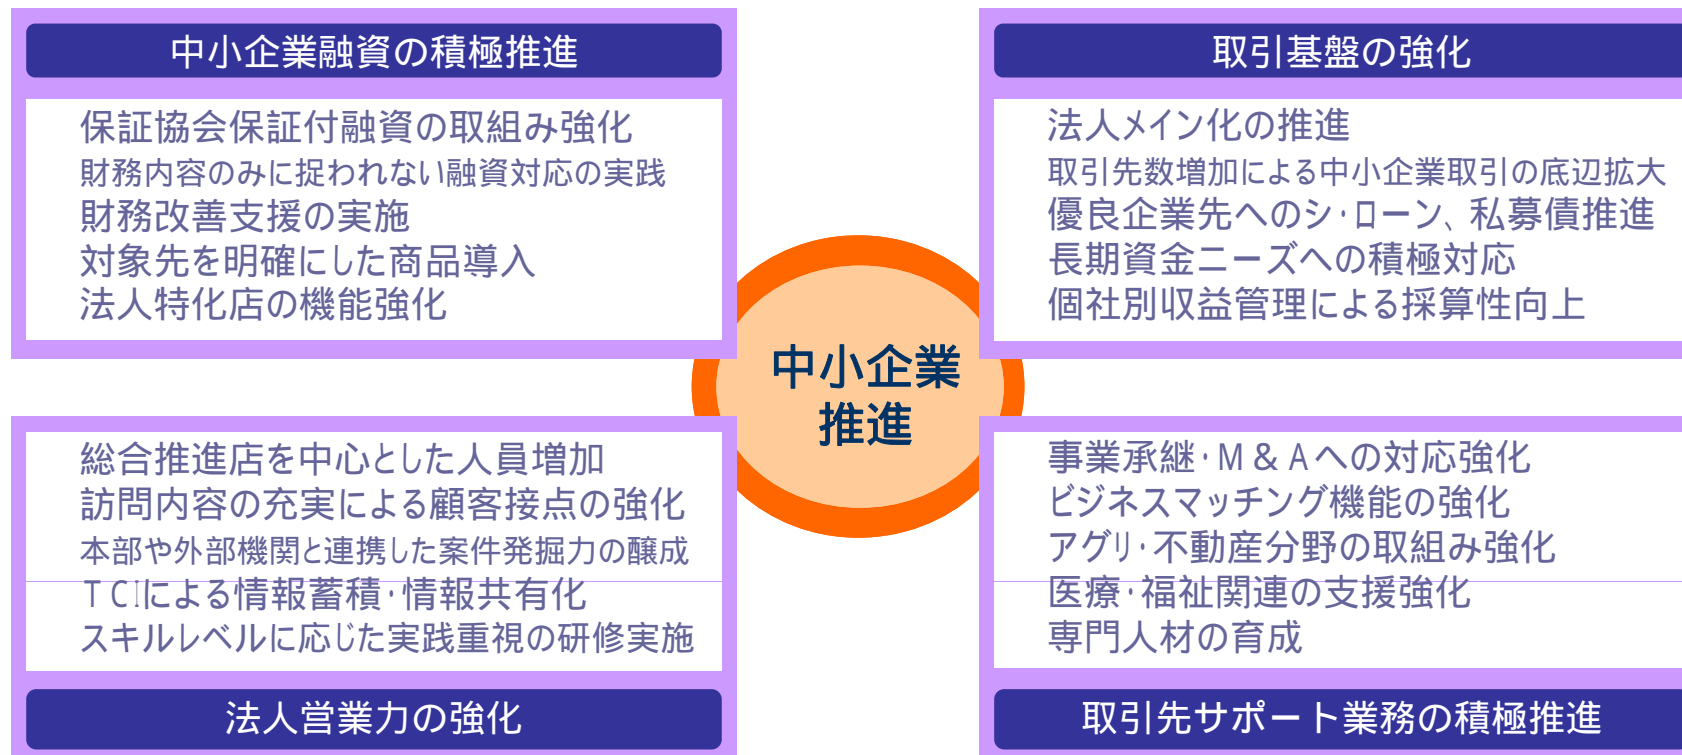 中小企業融資の積極推進
保証協会保証付融資の取組み強化
財務内容のみに捉われない融資対応の実践
財務改善支援の実施
対象先を明確にした商品導入
法人特化店の機能強化
取引基盤の強化
法人メイン化の推進
取引先数増加による中小企業取引の底辺拡大
優良企業先へのシ・ローン、私募債推進
長期資金ニーズへの積極対応
個社別収益管理による採算性向上
中小企業
推進
総合推進店を中心とした人員増加
訪問内容の充実による顧客接点の強化
本部や外部機関と連携した案件発掘力の醸成
TCIによる情報蓄積・情報共有化
スキルレベルに応じた実践重視の研修実施
法人営業力の強化
事業承継・M&Aへの対応強化
ビジネスマッチング機能の強化
アグリ・不動産分野の取組み強化
医療・福祉関連の支援強化
専門人材の育成
取引先サポート業務の積極推進